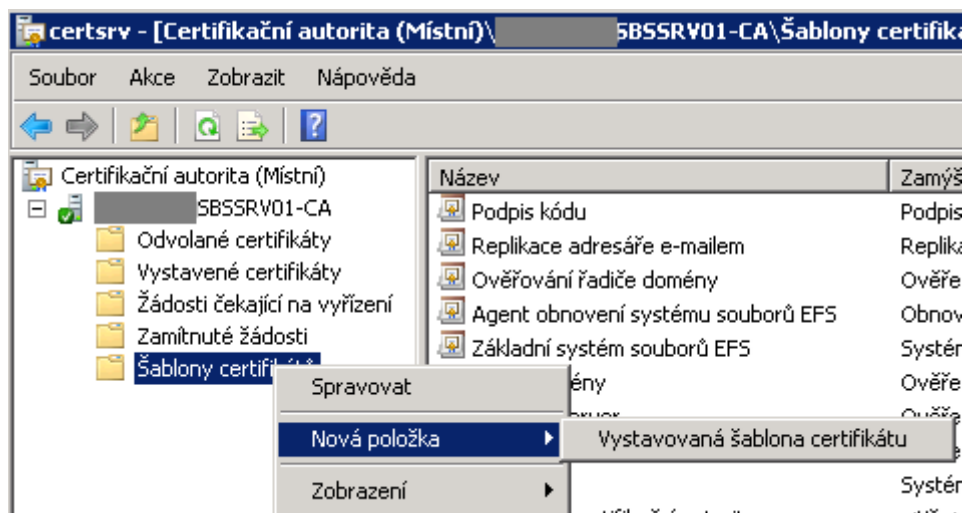 certsrv - [Certifikační autorita (Místní)\ SBSSRV01-CA\Šablony certifiká
Soubor Akce Zobrazit Nápověda
Certifikační autorita (Místní)
SBSSRV01-CA
Odvolané certifikáty
Vystavené certifikáty
Žádosti čekající na vyřízení
Zamítnuté žádosti
Šablony certifi
Název Zamýš
Podpis kódu Podpis
Replikace adresáře e-mailem Replika
Ověřování řadiče domény Ověře
Agent obnovení systému souborů EFS Obnov
Základní systém souborů EFS Systém
ény Ověře
Spravovat
Nová položka
Vystavovaná šablona certifikátu
Zobrazení
Systém